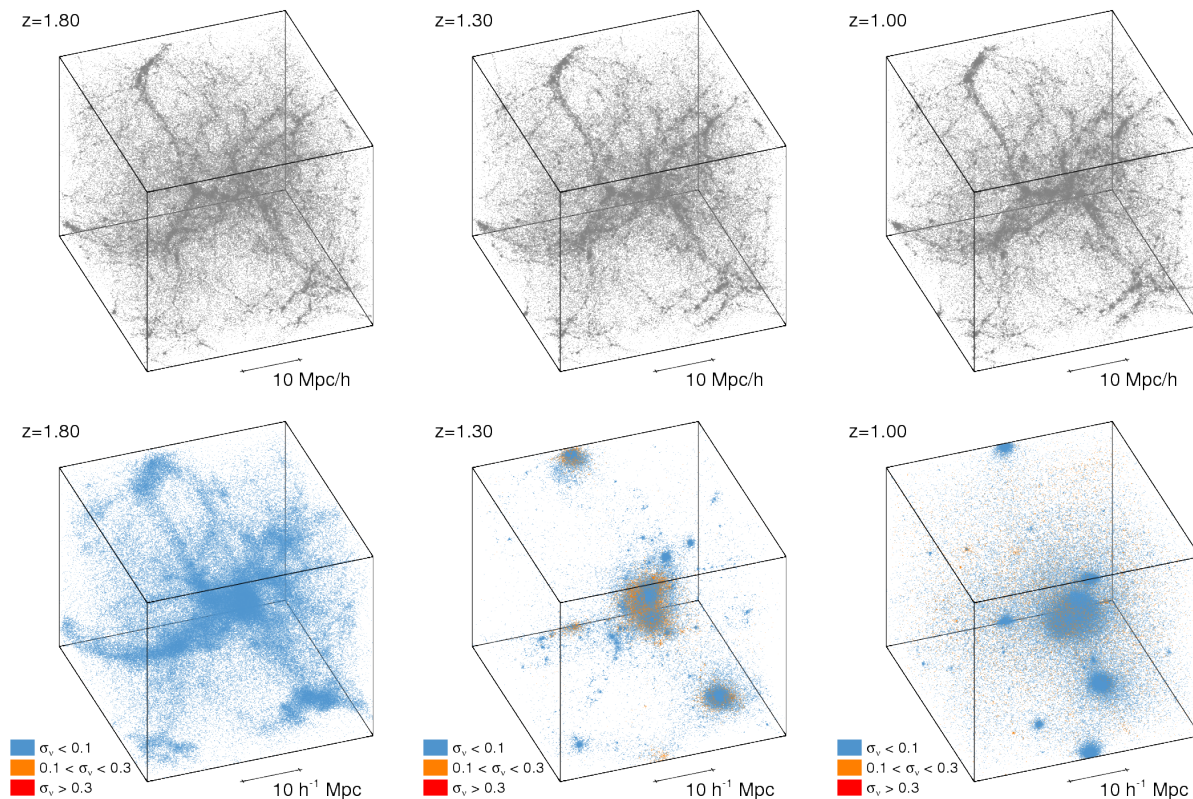 z=1.80
z=1.30
z=1.00
10 Mpc/h
10 Mpc/h
10 Mpc/h
z=1.80
z=1.30
z=1.00
σᵥ < 0.1
0.1 < σᵥ < 0.3
σᵥ > 0.3
10 h⁻¹ Mpc
σᵥ < 0.1
0.1 < σᵥ < 0.3
σᵥ > 0.3
10 h⁻¹ Mpc
σᵥ < 0.1
0.1 < σᵥ < 0.3
σᵥ > 0.3
10 h⁻¹ Mpc